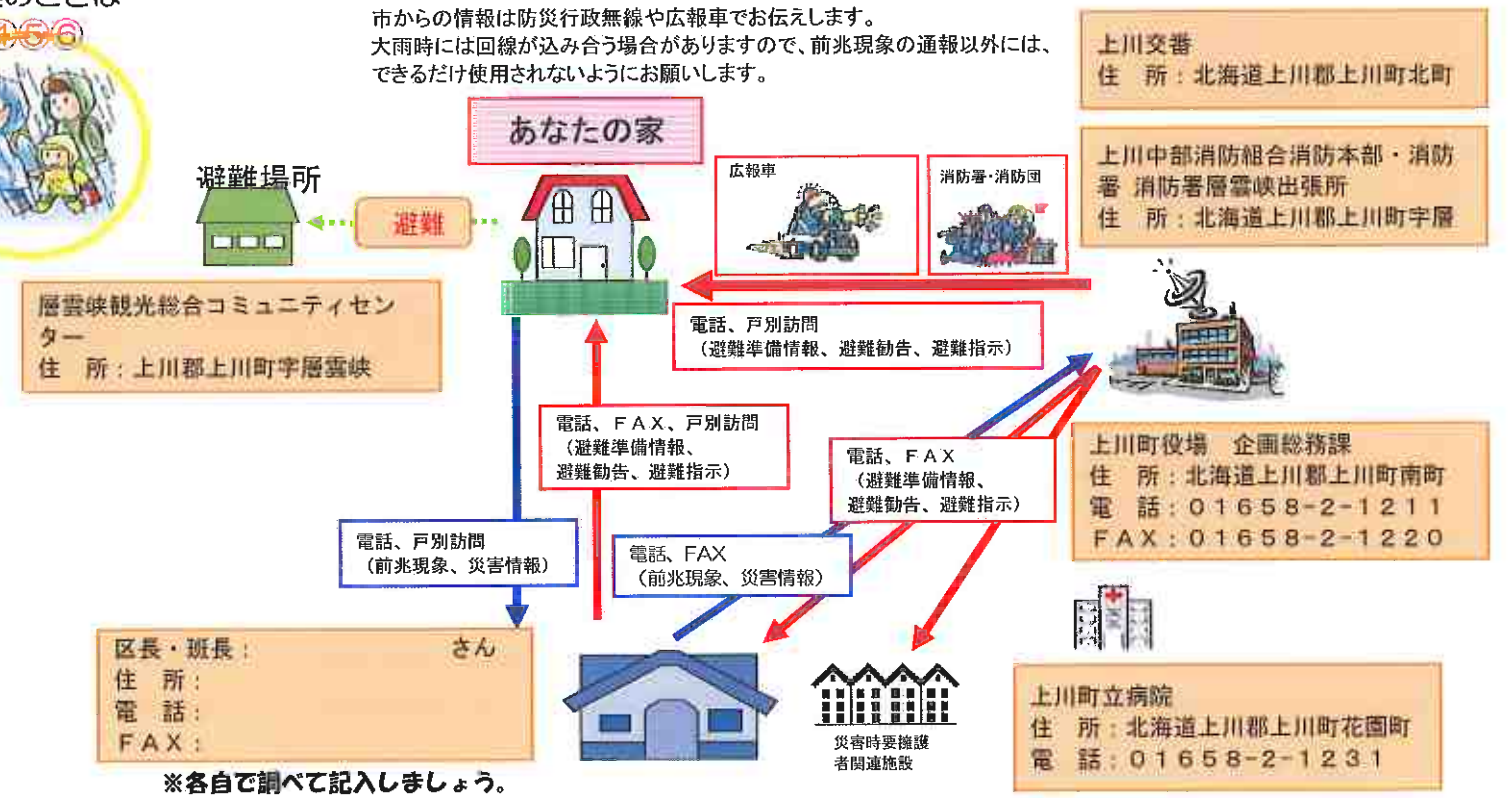 市からの情報は防災行政無線や広報車でお伝えします。
大雨時には回線が込み合う場合がありますので、前兆現象の通報以外には、
できるだけ使用されないようにお願いします。
上川交番
住　所：北海道上川郡上川町北町
あなたの家
上川中部消防組合消防本部・消防
署 消防署層雲峡出張所
住　所：北海道上川郡上川町字層
広報車
消防署・消防団
避難場所
避難
層雲峡観光総合コミュニティセン
ター
住　所：上川郡上川町字層雲峡
電話、戸別訪問
（避難準備情報、避難勧告、避難指示）
電話、ＦＡＸ、戸別訪問
（避難準備情報、
避難勧告、避難指示）
電話、ＦＡＸ
（避難準備情報、
避難勧告、避難指示）
上川町役場　企画総務課
住　所：北海道上川郡上川町南町
電　話：０１６５８-２-１２１１
ＦＡＸ：０１６５８-２-１２２０
電話、戸別訪問
（前兆現象、災害情報）
電話、FAX
（前兆現象、災害情報）
区長・班長：　　　　　　　さん
住　所：
電　話：
ＦＡＸ：
※各自で調べて記入しましょう。
災害時要擁護
者関連施設
上川町立病院
住　所：北海道上川郡上川町花園町
電　話：０１６５８-２-１２３１